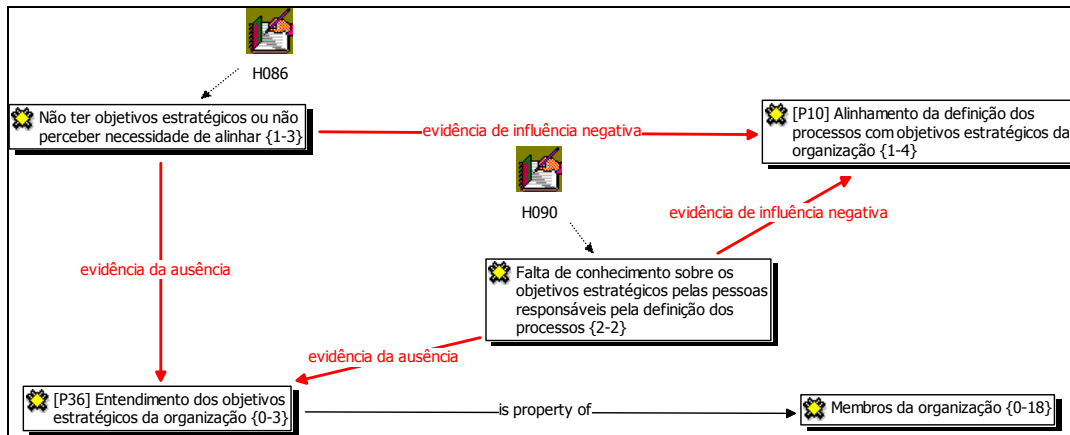 H086
Não ter objetivos estratégicos ou não
perceber necessidade de alinhar {1-3}
evidência de influência negativa
[P10] Alinhamento da definição dos
processos com objetivos estratégicos da
organização {1-4}
H090
evidência de influência negativa
evidência da ausência
Falta de conhecimento sobre os
objetivos estratégicos pelas pessoas
responsáveis pela definição dos
processos {2-2}
evidência da ausência
[P36] Entendimento dos objetivos
estratégicos da organização {0-3}
is property of
Membros da organização {0-18}